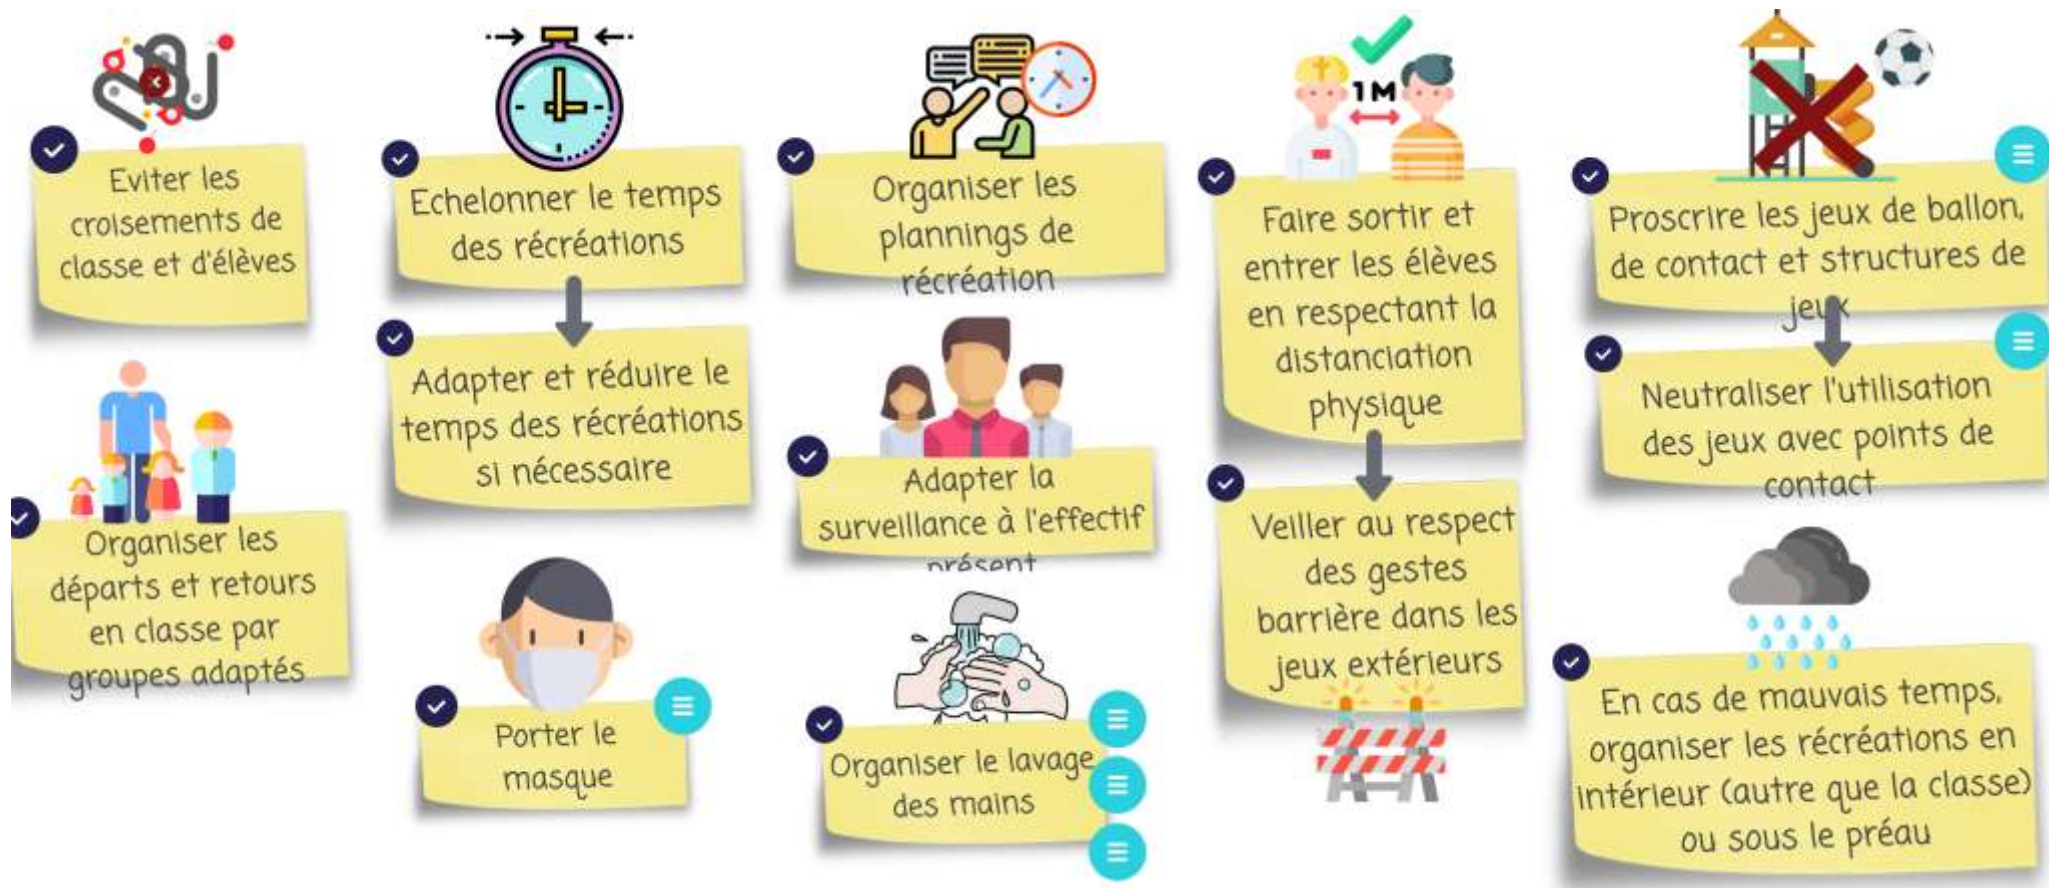 Eviter les
croisements de
classe et d'élèves
Organiser les
départs et retours
en classe par
groupes adaptés
Echelonner le temps
des récréations
Adapter et réduire le
temps des récréations
si nécessaire
Porter le
masque
Organiser les
plannings de
récréation
Adapter la
surveillance à l'effectif
présent
Organiser le lavage
des mains
1 M
Faire sortir et
entrer les élèves
en respectant la
distanciation
physique
Veiller au respect
des gestes
barrière dans les
jeux extérieurs
Proscrire les jeux de ballon,
de contact et structures de
jeux
Neutraliser l'utilisation
des jeux avec points de
contact
En cas de mauvais temps,
organiser les récréations en
intérieur (autre que la classe)
ou sous le préau